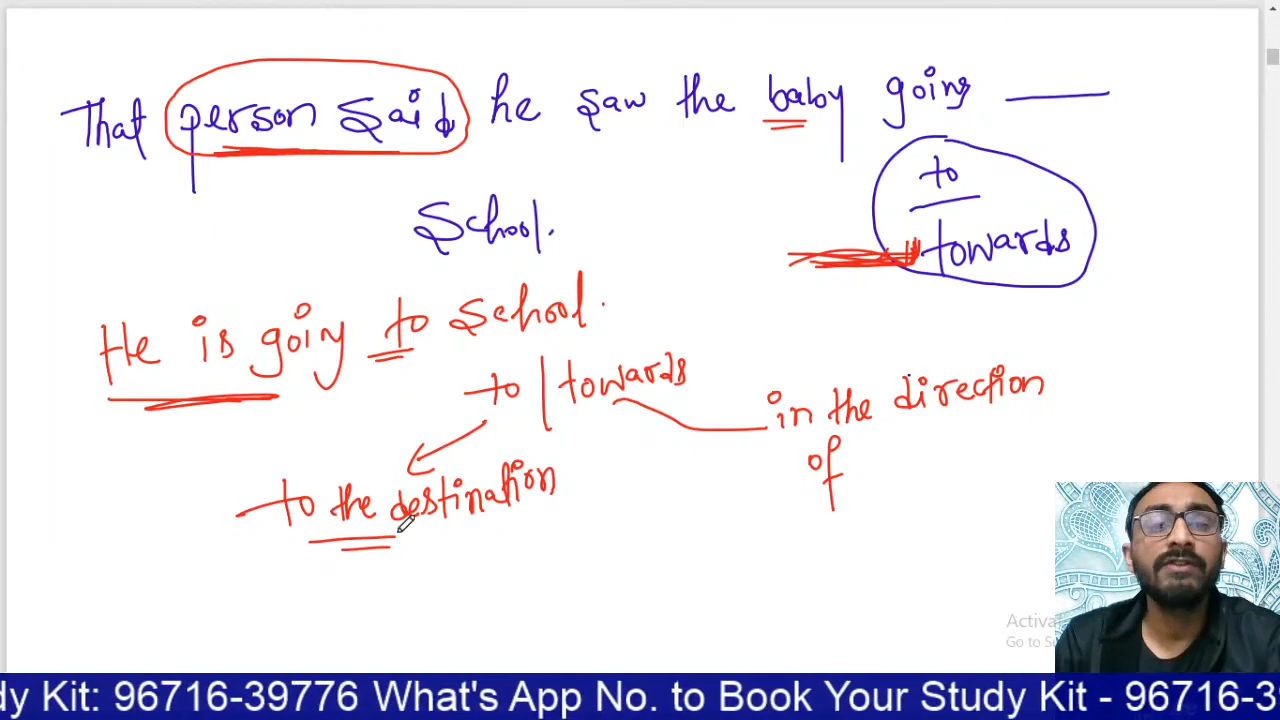 That person said he saw the baby going ____
to
School.
towards
He is going to School.
to | towards
in the direction
of
to the destination
Activa
Go to S
dy Kit: 96716-39776 What's App No. to Book Your Study Kit - 96716-3